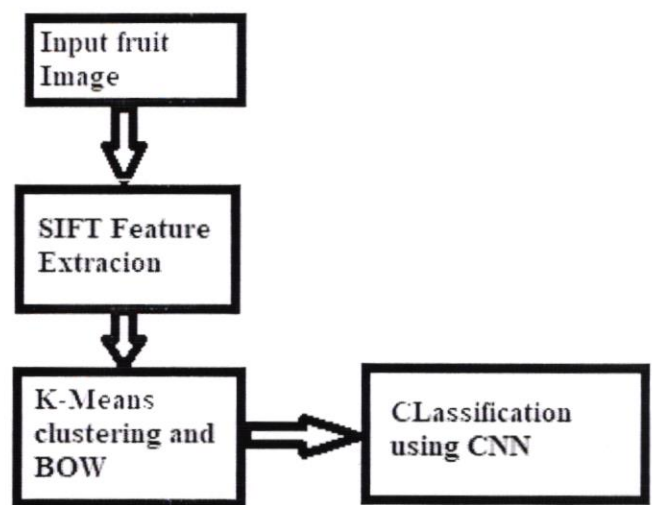 Input fruit
Image
SIFT Feature
Extracion
K-Means
clustering and
BOW
CLassification
using CNN